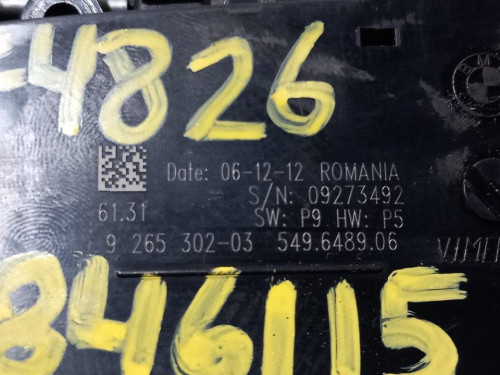 -4826
Date: 06-12-12 ROMANIA
S/N: 09273492
61.31 SW: P9 HW: P5
9 265 302-03 549.6489.06
846115